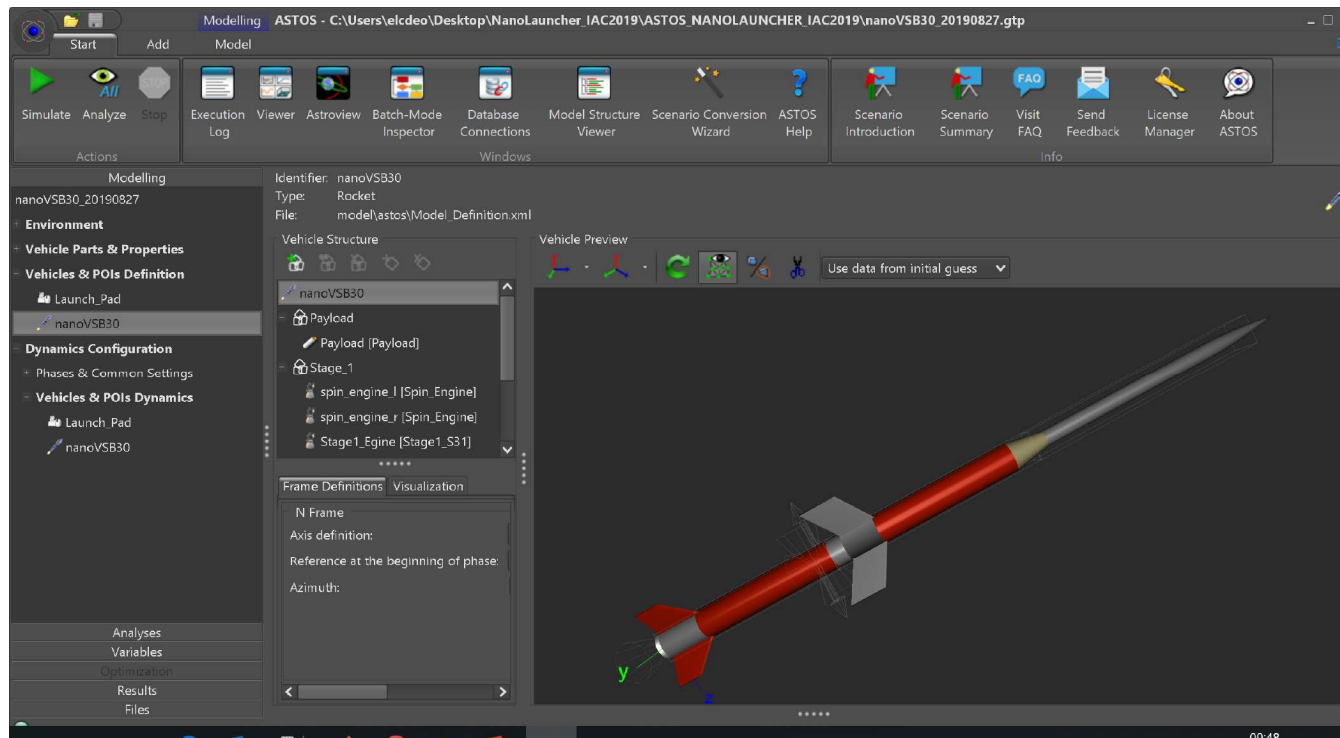 Modelling ASTOS - C:\Users\elcdeo\Desktop\NanoLauncher_IAC2019\ASTOS_NANOLAUNCHER_IAC2019\nanoVSB30_20190827.gtp
Start Add Model
All STOP
Simulate Analyze Stop
Actions
Execution Log
Viewer
Astroview
Batch-Mode Inspector
Database Connections
Model Structure Viewer
Scenario Conversion Wizard
ASTOS Help
Windows
FAQ
Scenario Introduction
Scenario Summary
Visit FAQ
Send Feedback
License Manager
About ASTOS
Info
Modelling
nanoVSB30_20190827
Environment
Vehicle Parts & Properties
Vehicles & POIs Definition
Launch_Pad
nanoVSB30
Dynamics Configuration
Phases & Common Settings
Vehicles & POIs Dynamics
Launch_Pad
nanoVSB30
Analyses
Variables
Optimization
Results
Files
Identifier: nanoVSB30
Type: Rocket
File: model\astos\Model_Definition.xml
Vehicle Structure
nanoVSB30
Payload
Payload [Payload]
Stage_1
spin_engine_l [Spin_Engine]
spin_engine_r [Spin_Engine]
Stage1_Egine [Stage1_S31]
Frame Definitions Visualization
N Frame
Axis definition:
Reference at the beginning of phase:
Azimuth:
Vehicle Preview
Use data from initial guess
y
z
09:48